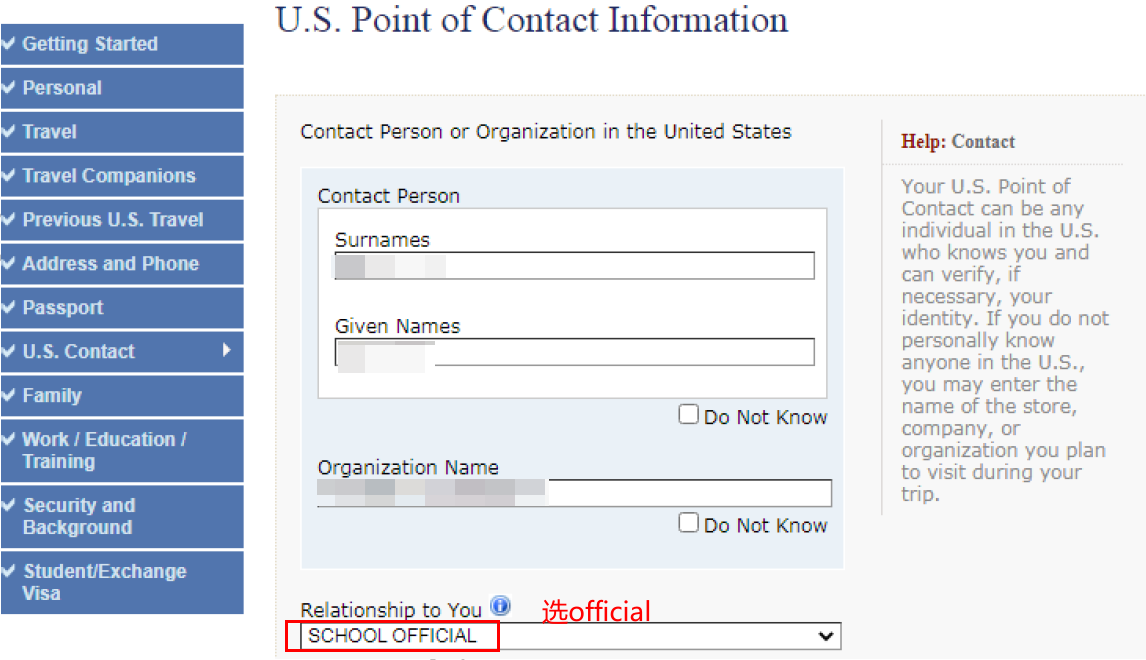 U.S. Point of Contact Information
Getting Started
Personal
Travel
Travel Companions
Previous U.S. Travel
Address and Phone
Passport
U.S. Contact
Family
Work / Education /
Training
Security and
Background
Student/Exchange
Visa
Contact Person or Organization in the United States
Contact Person
Surnames
Given Names
Do Not Know
Organization Name
Do Not Know
Relationship to You
选official
SCHOOL OFFICIAL
Help: Contact
Your U.S. Point of
Contact can be any
individual in the U.S.
who knows you and
can verify, if
necessary, your
identity. If you do not
personally know
anyone in the U.S.,
you may enter the
name of the store,
company, or
organization you plan
to visit during your
trip.